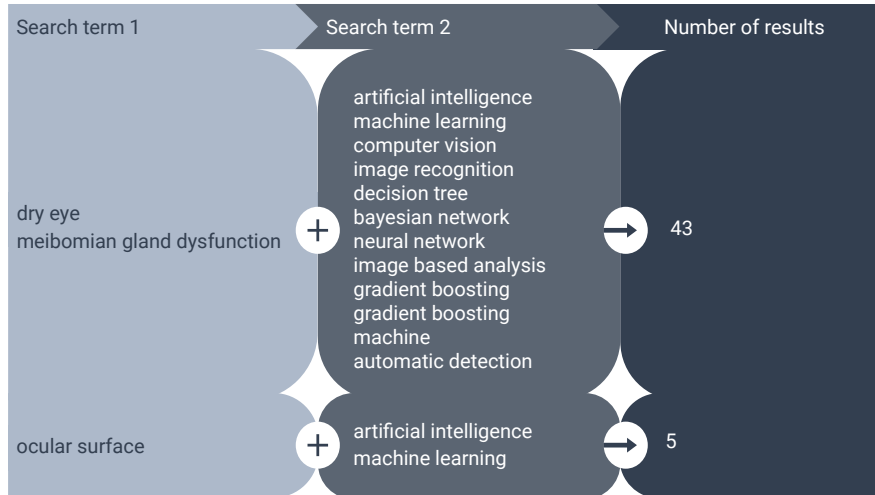 Search term 1
Search term 2
Number of results
dry eye
meibomian gland dysfunction
+
artificial intelligence
machine learning
computer vision
image recognition
decision tree
bayesian network
neural network
image based analysis
gradient boosting
gradient boosting
machine
automatic detection
43
ocular surface
+
artificial intelligence
machine learning
5